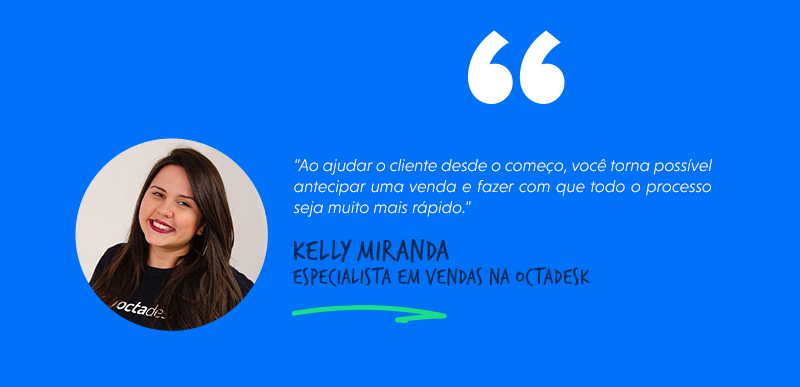 "Ao ajudar o cliente desde o começo, você torna possível
antecipar uma venda e fazer com que todo o processo
seja muito mais rápido."
KELLY MIRANDA
ESPECIALISTA EM VENDAS NA OCTADESK
octade